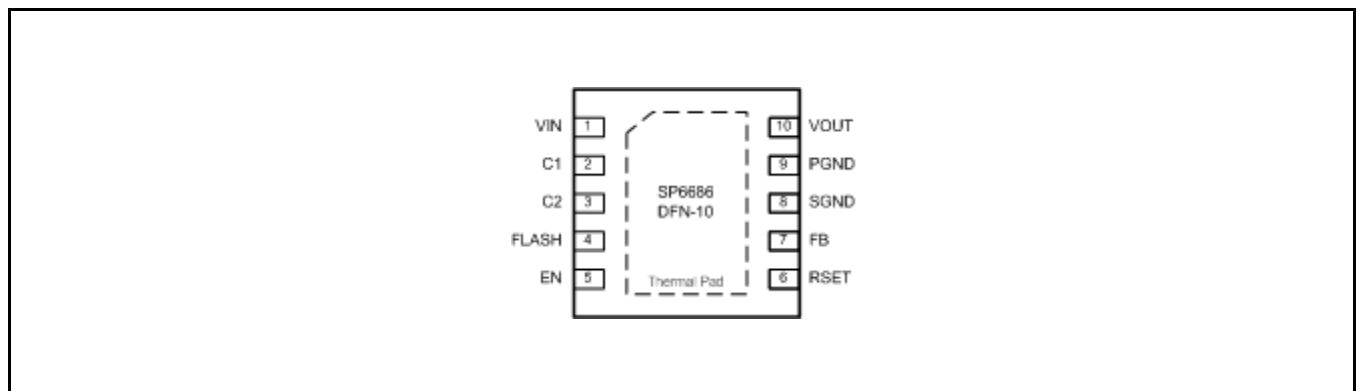 VIN 1
C1 2
C2 3
FLASH 4
EN 5
SP6686
DFN-10
Thermal Pad
10 VOUT
9 PGND
8 SGND
7 FB
6 RSET